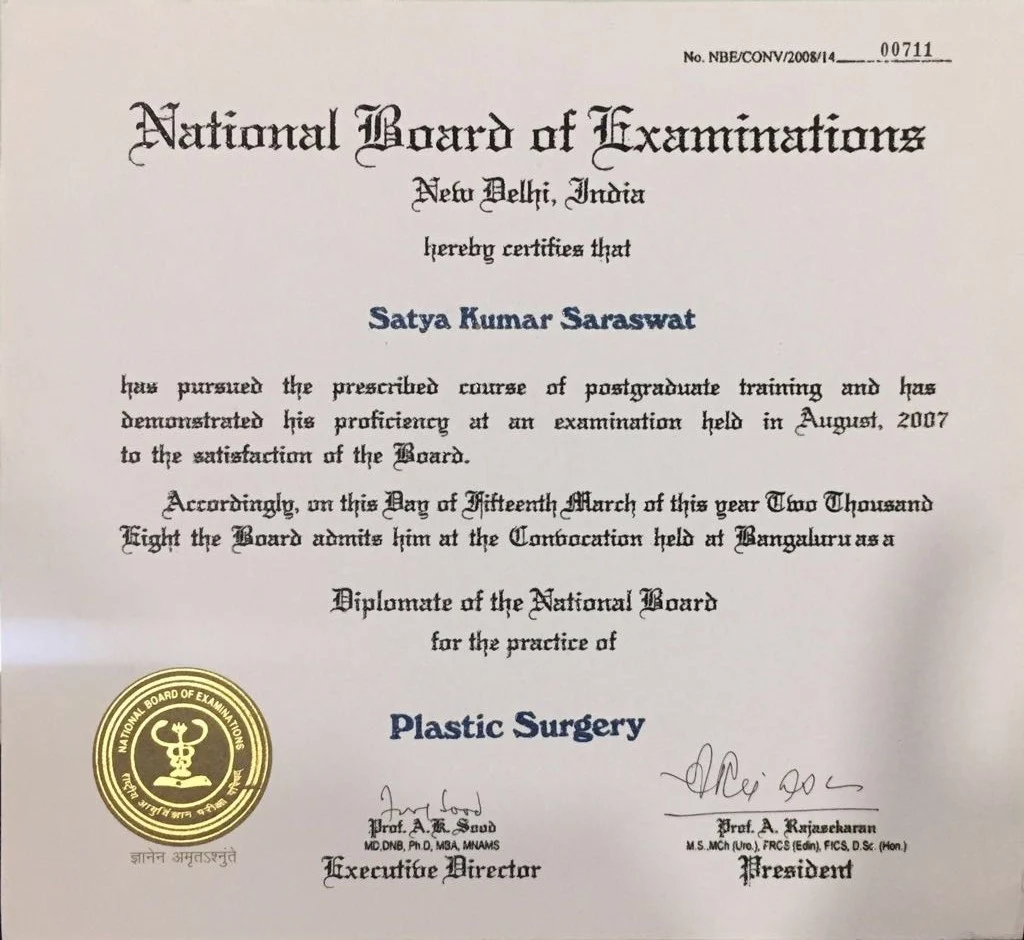 No. NBE/CONV/2008/14 00711
National Board of Examinations
New Delhi, India
hereby certifies that
Satya Kumar Saraswat
has pursued the prescribed course of postgraduate training and has
demonstrated his proficiency at an examination held in August, 2007
to the satisfaction of the Board.
Accordingly, on this Day of Fifteenth March of this year Two Thousand
Eight the Board admits him at the Convocation held at Bangaluru as a
Diplomate of the National Board
for the practice of
Plastic Surgery
NATIONAL BOARD OF EXAMINATIONS
राष्ट्रीय आयुर्विज्ञान परीक्षा परिषद्
ज्ञानेन अमृतऽश्नुंते
Prof. A.K. Sood
MD,DNB, Ph.D, MBA, MNAMS
Executive Director
Prof. A. Rajasekaran
M.S.,MCh (Uro.), FRCS (Edin), FICS, D.Sc. (Hon.)
President